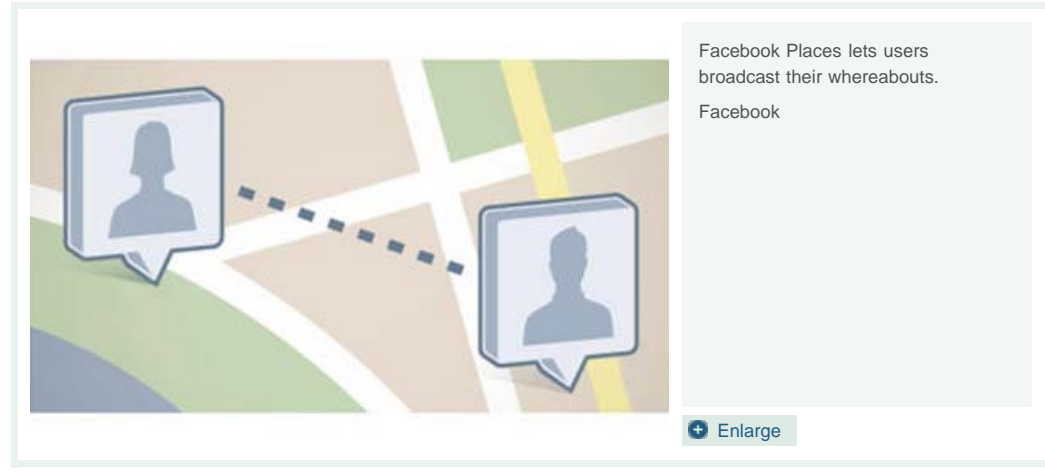 Facebook Places lets users
broadcast their whereabouts.
Facebook
Enlarge